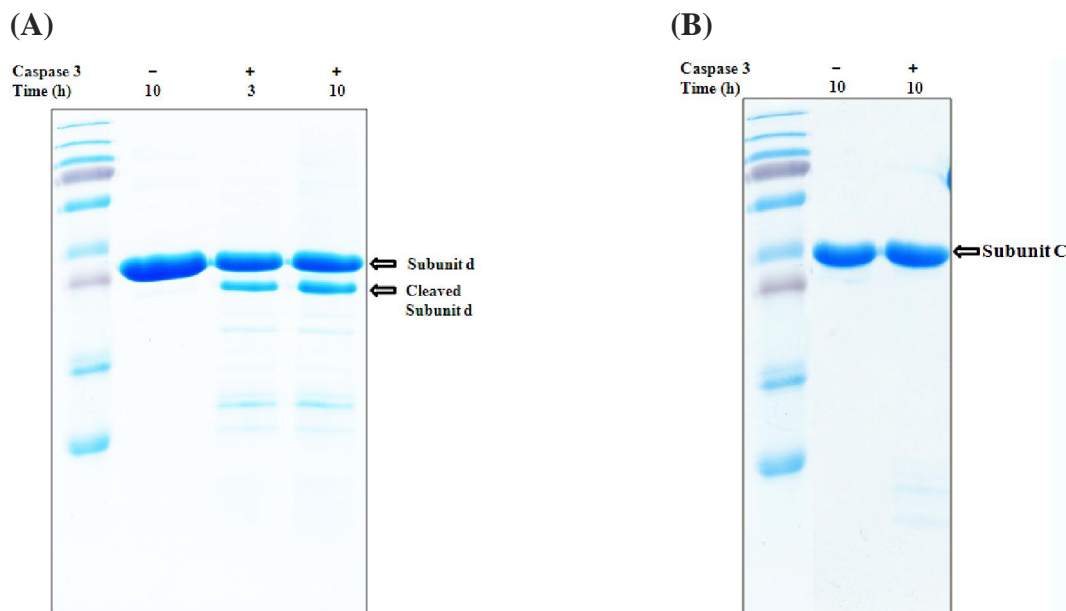 (A)
Caspase 3 – + +
Time (h) 10 3 10
Subunit d
Cleaved
Subunit d
(B)
Caspase 3 – +
Time (h) 10 10
Subunit C